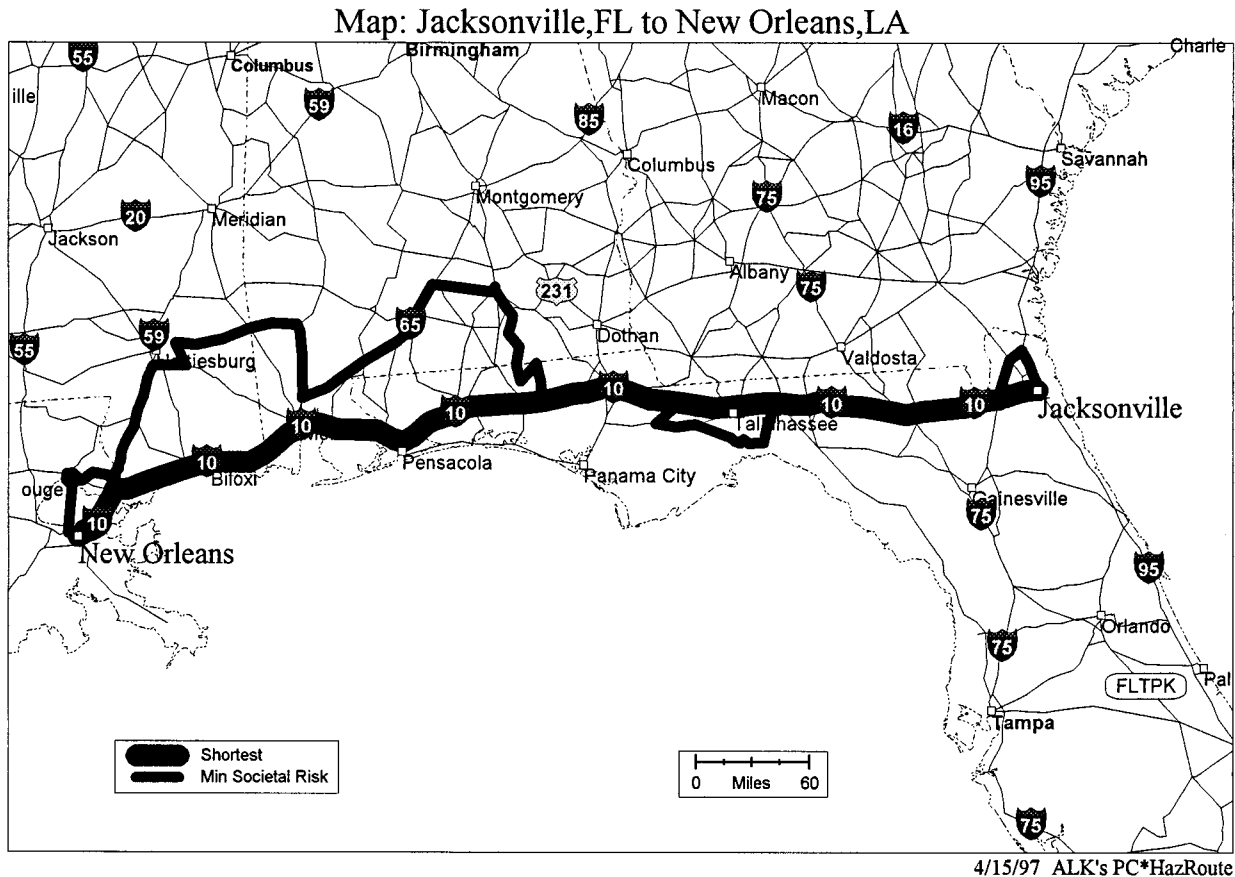 Map: Jacksonville,FL to New Orleans,LA
Birmingham
Charle
55
Columbus
ille
59
Macon
85
16
Columbus
Savannah
95
75
Montgomery
20
Meridian
Jackson
Albany
75
231
65
Dothan
59
55
Valdosta
10
10
10
10
10
Jacksonville
Tallahassee
10
Biloxi
Pensacola
Panama City
ouge
Gainesville
75
10
New Orleans
95
Orlando
75
FLTPK
Pal
Tampa
Shortest
Min Societal Risk
0 Miles 60
75
4/15/97 ALK's PC*HazRoute